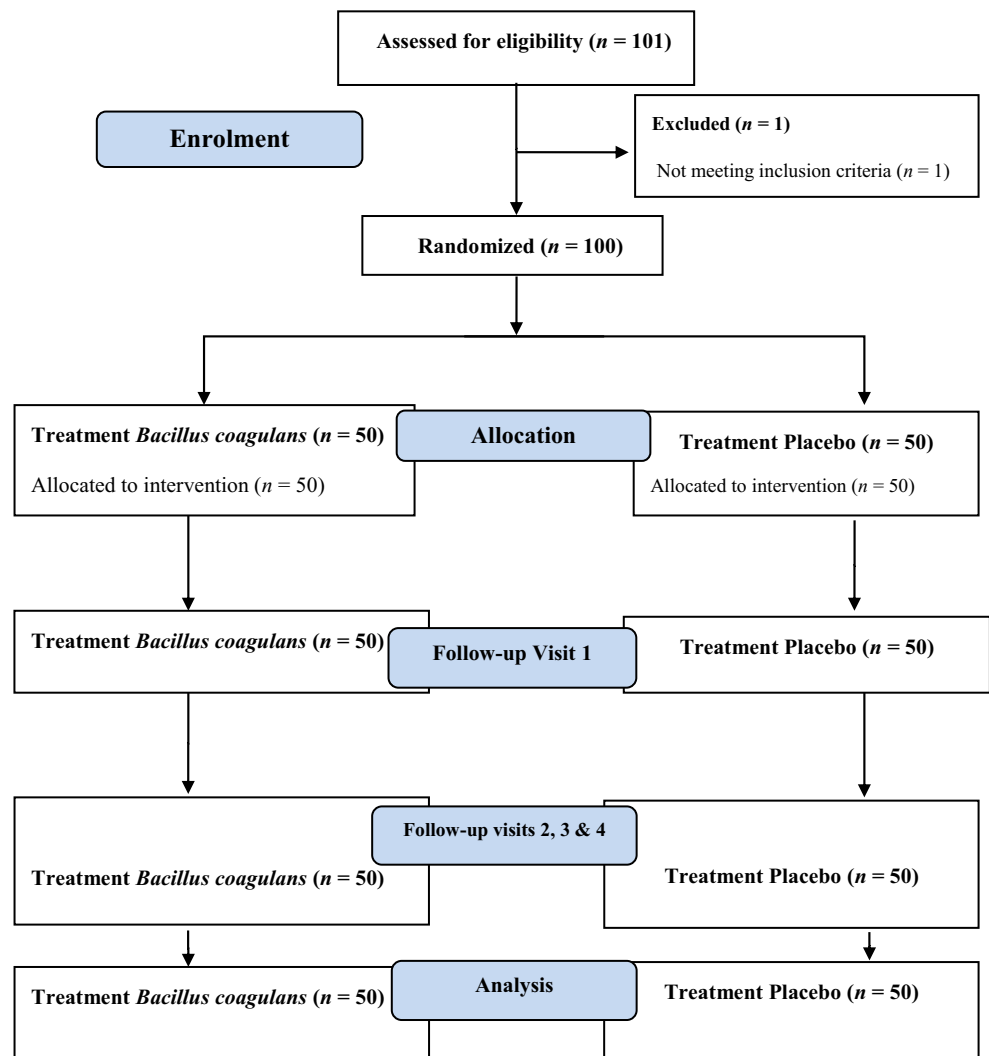 Assessed for eligibility (n = 101)
Enrolment
Excluded (n = 1)
Not meeting inclusion criteria (n = 1)
Randomized (n = 100)
Treatment Bacillus coagulans (n = 50)
Allocated to intervention (n = 50)
Allocation
Treatment Placebo (n = 50)
Allocated to intervention (n = 50)
Treatment Bacillus coagulans (n = 50)
Follow-up Visit 1
Treatment Placebo (n = 50)
Treatment Bacillus coagulans (n = 50)
Follow-up visits 2, 3 & 4
Treatment Placebo (n = 50)
Treatment Bacillus coagulans (n = 50)
Analysis
Treatment Placebo (n = 50)